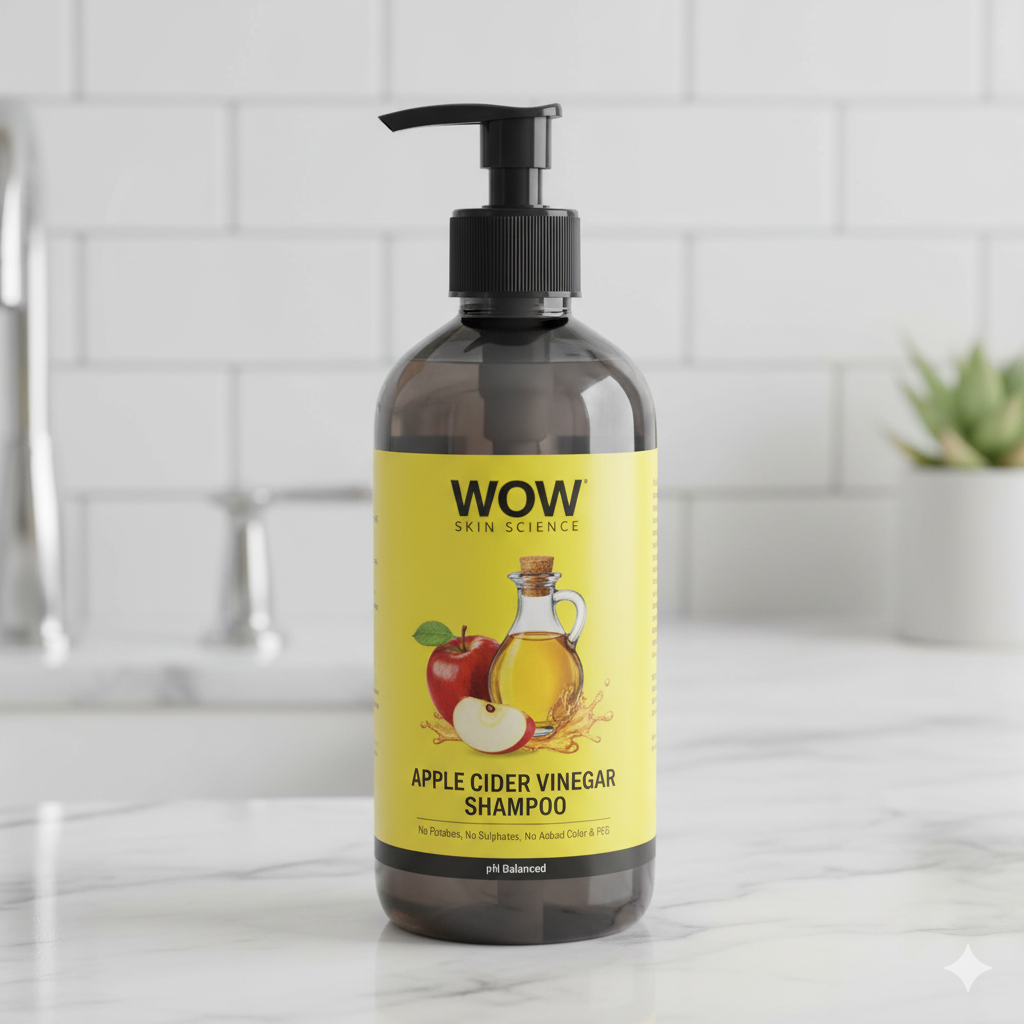 WOW
SKIN SCIENCE
APPLE CIDER VINEGAR
SHAMPOO
No Potabes, No Sulphates, No Aobad Color & PEG
phl Balanced